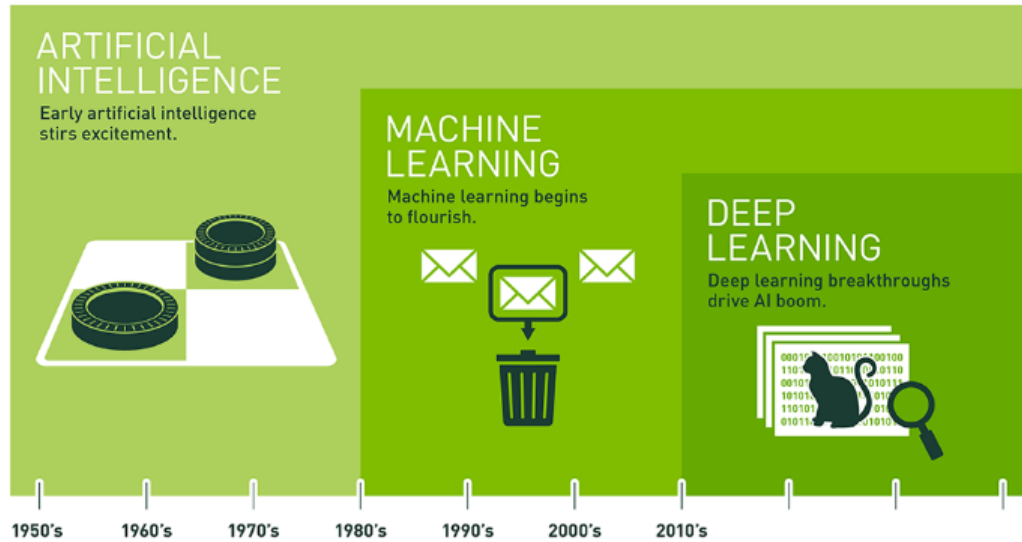 ARTIFICIAL
INTELLIGENCE
Early artificial intelligence
stirs excitement.
MACHINE
LEARNING
Machine learning begins
to flourish.
DEEP
LEARNING
Deep learning breakthroughs
drive AI boom.
1950's 1960's 1970's 1980's 1990's 2000's 2010's